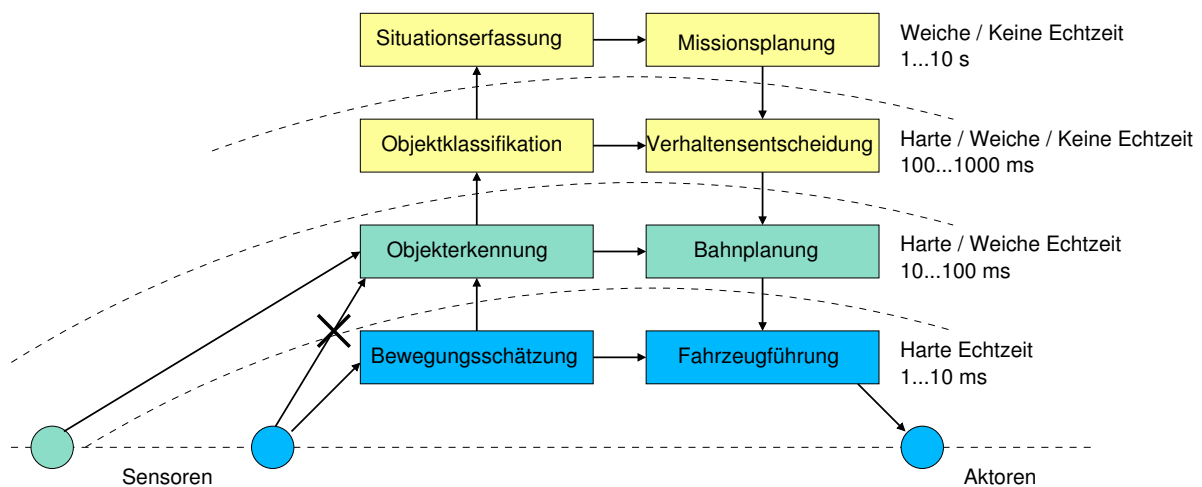 Situationserfassung
Missionsplanung
Weiche / Keine Echtzeit
1...10 s
Objektklassifikation
Verhaltensentscheidung
Harte / Weiche / Keine Echtzeit
100...1000 ms
Objekterkennung
Bahnplanung
Harte / Weiche Echtzeit
10...100 ms
Bewegungsschätzung
Fahrzeugführung
Harte Echtzeit
1...10 ms
Sensoren
Aktoren